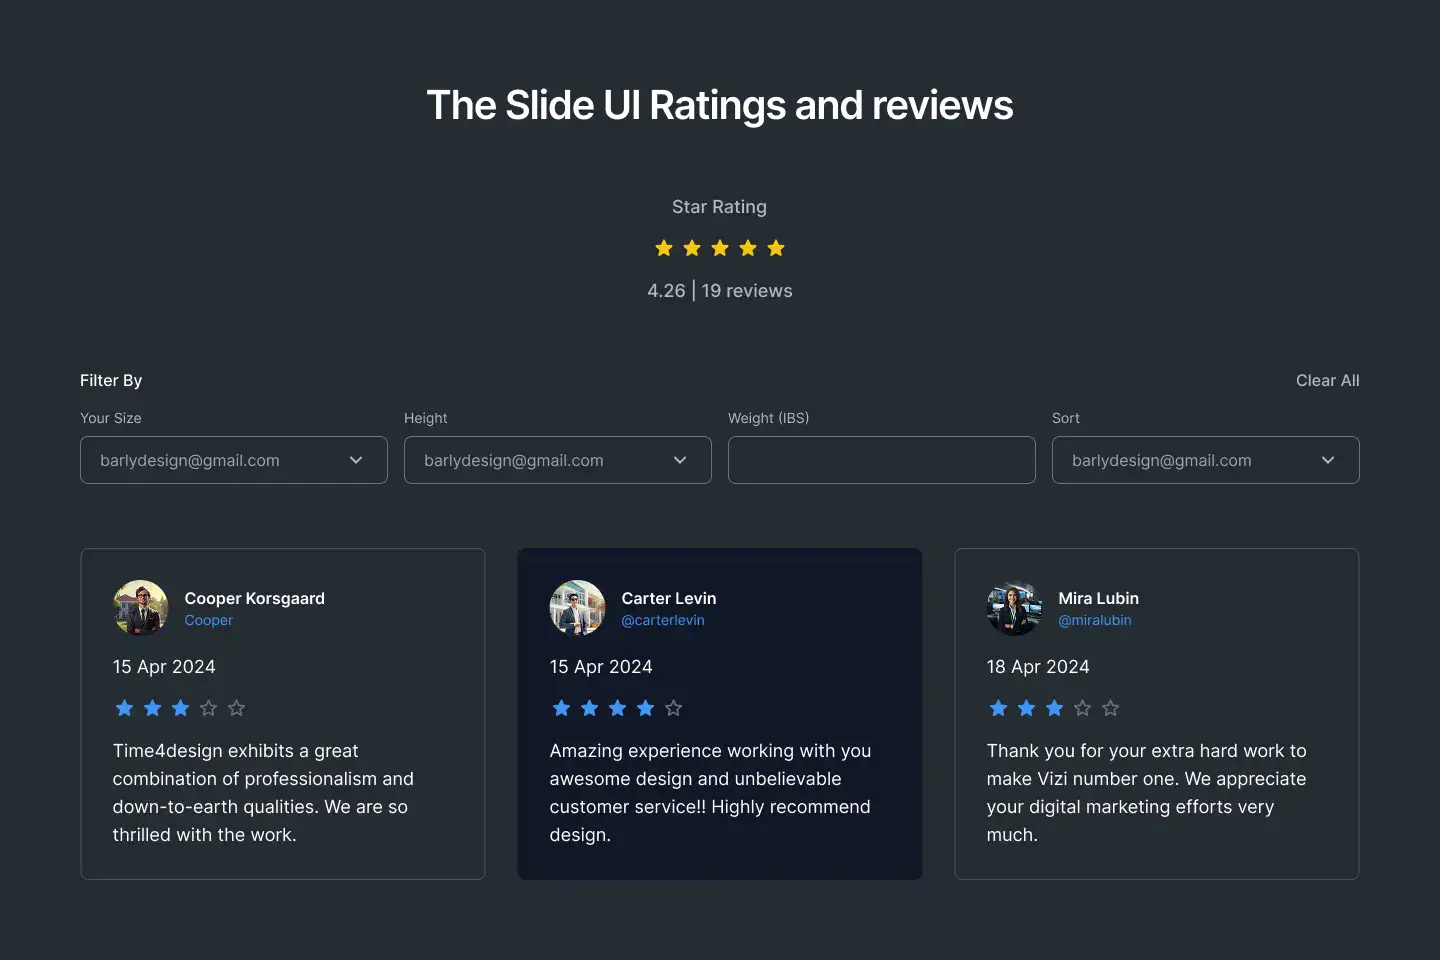 The Slide UI Ratings and reviews
Star Rating
4.26 | 19 reviews
Filter By
Clear All
Your Size
Height
Weight (IBS)
Sort
barlydesign@gmail.com
barlydesign@gmail.com
barlydesign@gmail.com
Cooper Korsgaard
Cooper
15 Apr 2024
Time4design exhibits a great
combination of professionalism and
down-to-earth qualities. We are so
thrilled with the work.
Carter Levin
@carterlevin
15 Apr 2024
Amazing experience working with you
awesome design and unbelievable
customer service!! Highly recommend
design.
Mira Lubin
@miralubin
18 Apr 2024
Thank you for your extra hard work to
make Vizi number one. We appreciate
your digital marketing efforts very
much.